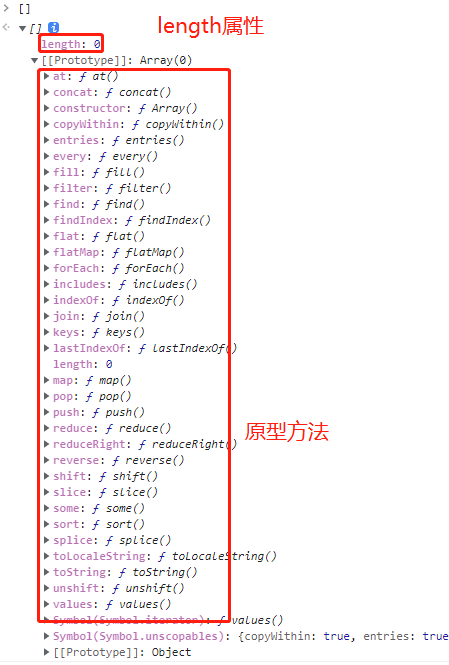 > []
<· ▼[] i
length属性
length: 0
▼[[Prototype]]: Array(0)
▶at: ƒ at()
▶concat: ƒ concat()
▶constructor: ƒ Array()
▶copyWithin: ƒ copyWithin()
▶entries: ƒ entries()
▶every: ƒ every()
▶fill: ƒ fill()
▶filter: ƒ filter()
▶find: ƒ find()
▶findIndex: ƒ findIndex()
▶flat: ƒ flat()
▶flatMap: ƒ flatMap()
▶forEach: ƒ forEach()
▶includes: ƒ includes()
▶indexOf: ƒ indexOf()
▶join: ƒ join()
▶keys: ƒ keys()
▶lastIndexOf: ƒ lastIndexOf()
length: 0
▶map: ƒ map()
▶pop: ƒ pop()
▶push: ƒ push()
▶reduce: ƒ reduce()
▶reduceRight: ƒ reduceRight()
原型方法
▶reverse: ƒ reverse()
▶shift: ƒ shift()
▶slice: ƒ slice()
▶some: ƒ some()
▶sort: ƒ sort()
▶splice: ƒ splice()
▶toLocaleString: ƒ toLocaleString()
▶toString: ƒ toString()
▶unshift: ƒ unshift()
▶values: ƒ values()
▶Symbol(Symbol.iterator): ƒ values()
▶Symbol(Symbol.unscopables): {copyWithin: true, entries: true
▶[[Prototype]]: Object